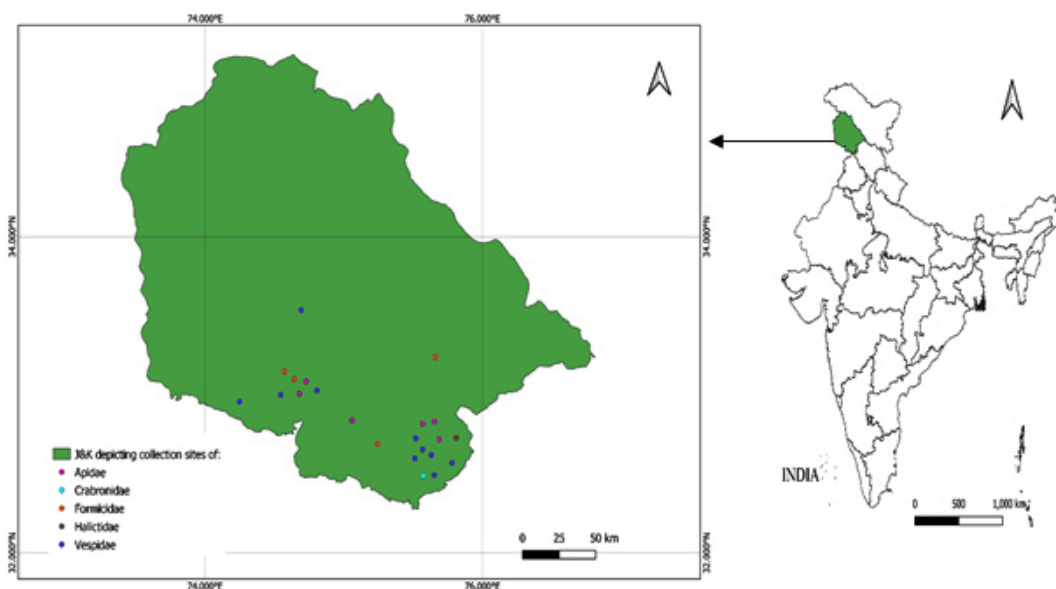 74.000°E 76.000°E
34.000°N 34.000°N
J&K depicting collection sites of:
Apidae
Crabronidae
Formicidae
Halictidae
Vespidae
0 25 50 km
32.000°N 32.000°N
74.000°E 76.000°E
INDIA
0 500 1,000 km